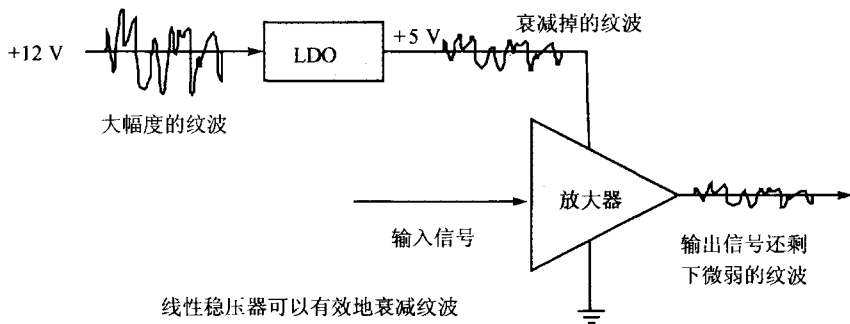 衰减掉的纹波
+12 V
LDO
+5 V
大幅度的纹波
放大器
输入信号
输出信号还剩
下微弱的纹波
线性稳压器可以有效地衰减纹波